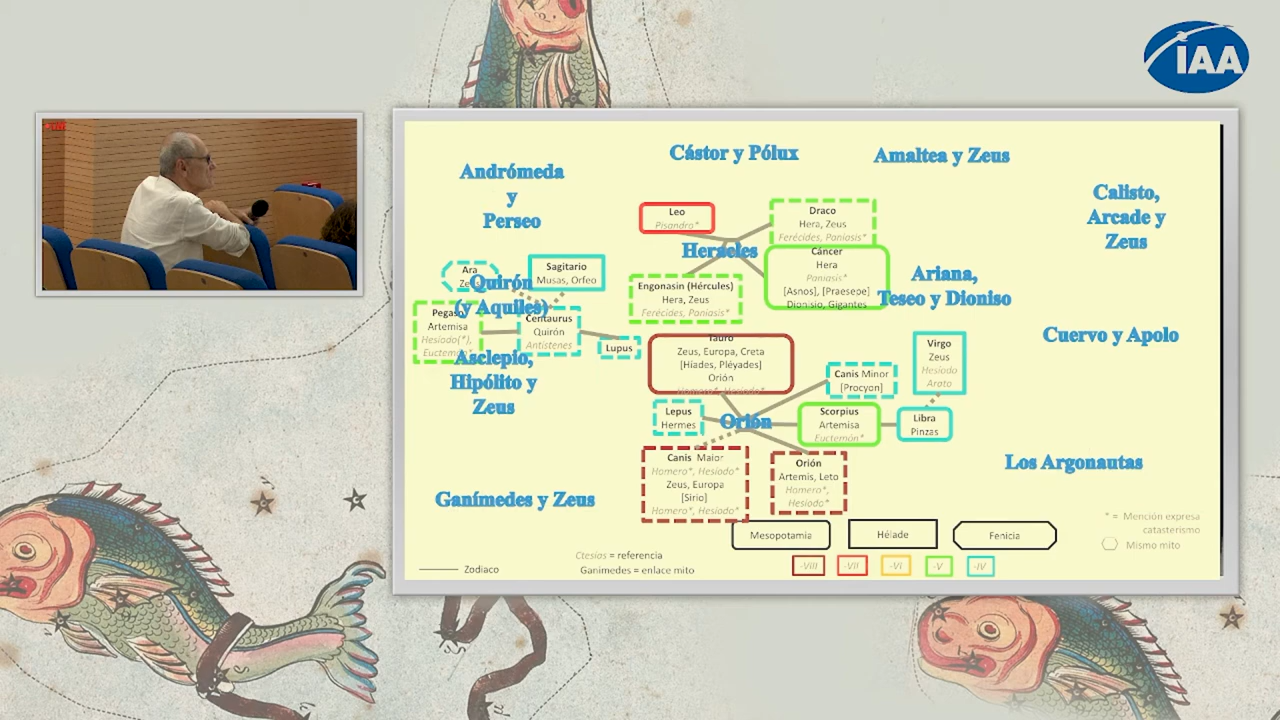 IAA
Cástor y Pólux
Amaltea y Zeus
Andrómeda
y
Perseo
Calisto,
Arcade y
Zeus
Leo
Pisandro*
Draco
Hera, Zeus
Ferécides, Paniasis*
Heracles
Cáncer
Hera
Paniasis*
[Asnos], [Praesepe]
Dionisio, Gigantes
Ara
Sagitario
Musas, Orfeo
Quirón
(y Aquiles)
Engonasin (Hércules)
Hera, Zeus
Ferécides, Paniasis*
Ariana,
Teseo y Dioniso
Pegaso
Artemisa
Hesíodo(*),
Centaurus
Quirón
Antístenes
Lupus
Cuervo y Apolo
Asclepio,
Hipólito y
Zeus
Tauro
Zeus, Europa, Creta
[Híades, Pléyades]
Orión
Homero*, Hesíodo*
Virgo
Zeus
Hesíodo
Arato
Canis Minor
[Procyon]
Lepus
Hermes
Orión
Scorpius
Artemisa
Euctemón*
Libra
Pinzas
Canis Maior
Homero*, Hesíodo*
Zeus, Europa
[Sirio]
Homero*, Hesíodo*
Orión
Artemis, Leto
Homero*,
Hesíodo*
Los Argonautas
Ganímedes y Zeus
Mesopotamia
Hélade
Fenicia
* = Mención expresa
catasterismo
Mismo mito
Ctesias = referencia
Ganimedes = enlace mito
Zodiaco
-VIII
-VII
-VI
-V
-IV